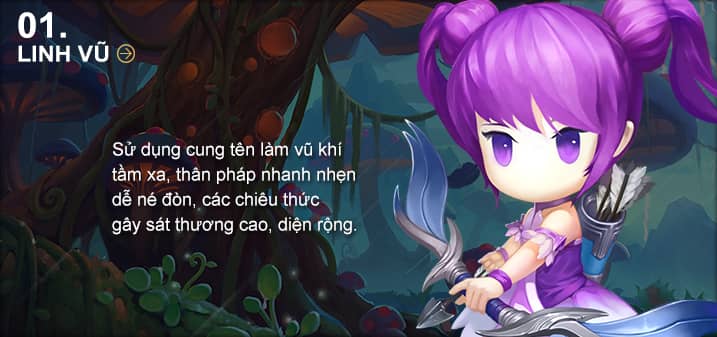 01.
LINH VŨ
Sử dụng cung tên làm vũ khí
tầm xa, thân pháp nhanh nhẹn
dễ né đòn, các chiêu thức
gây sát thương cao, diện rộng.